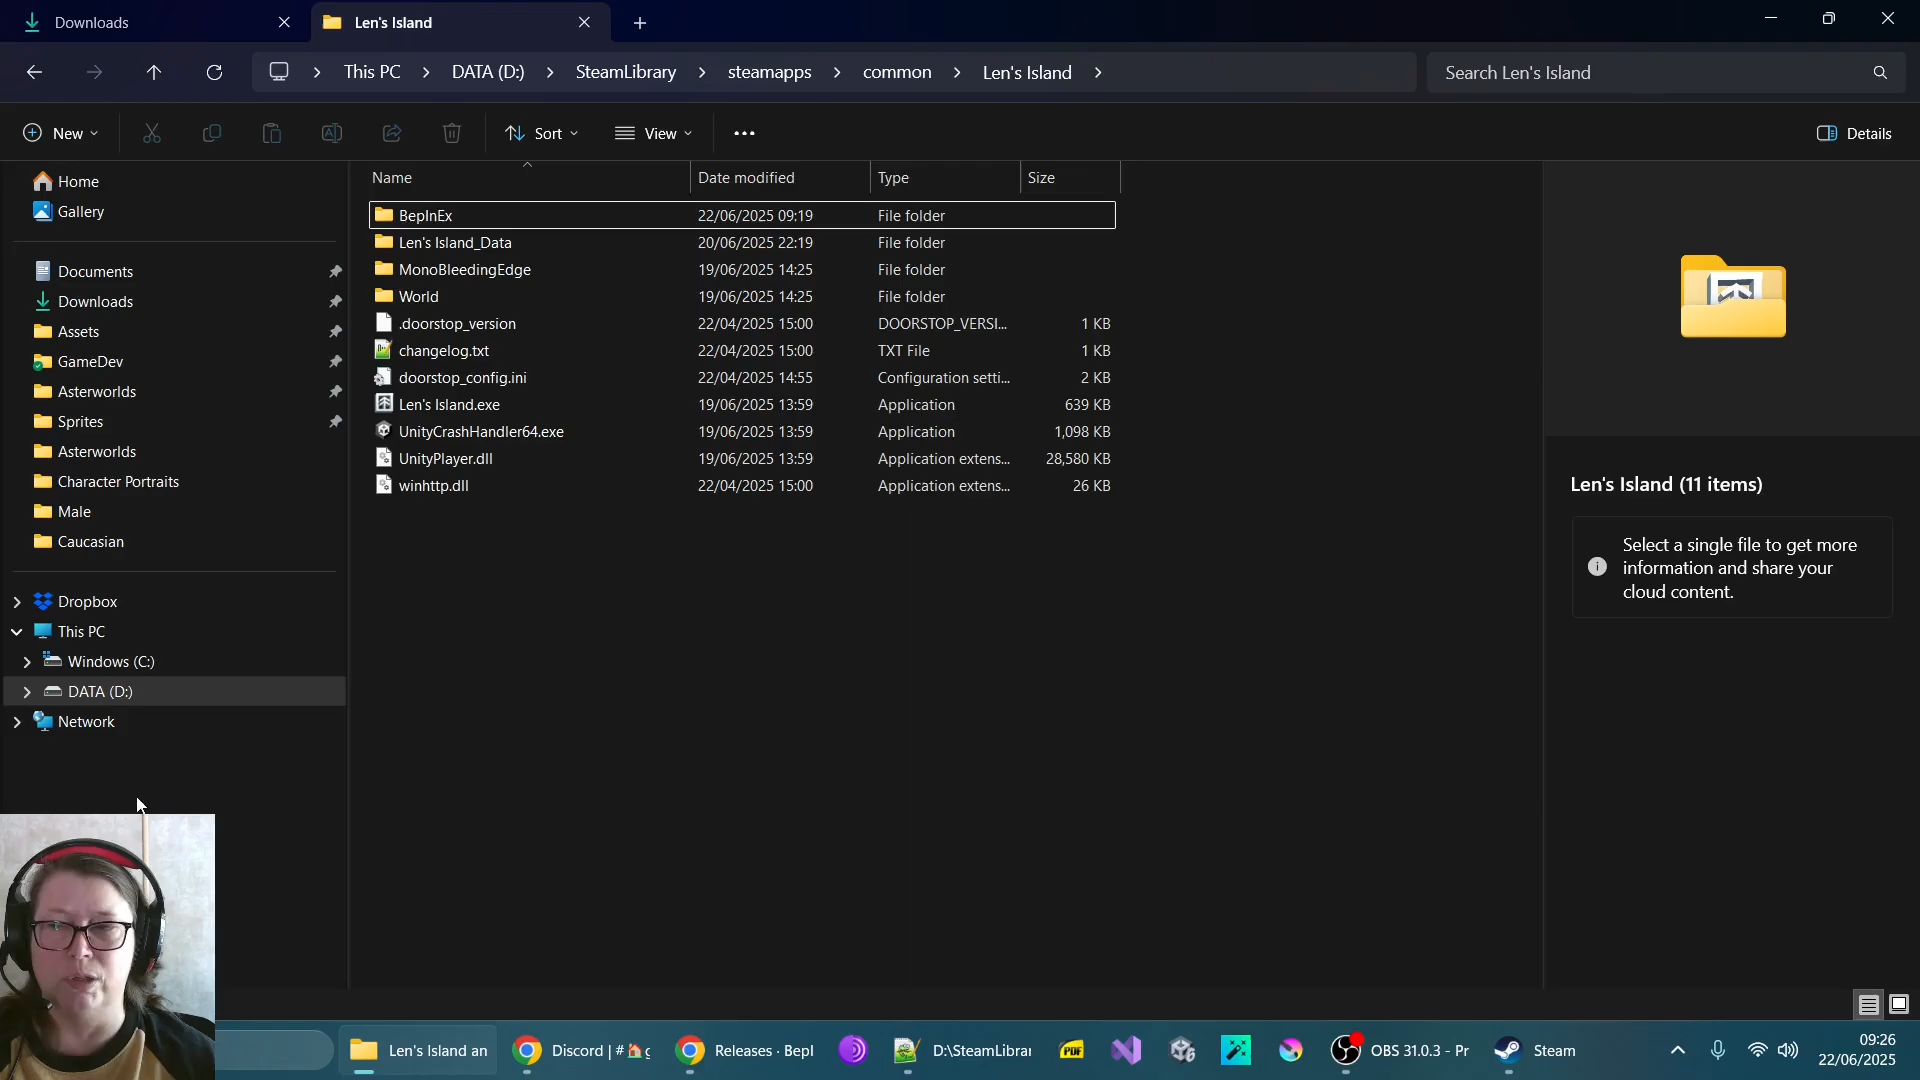 Downloads
Len's Island
This PC
DATA (D:)
SteamLibrary
steamapps
common
Len's Island
Search Len's Island
New
Sort
View
Details
Home
Gallery
Documents
Downloads
Assets
GameDev
Asterworlds
Sprites
Asterworlds
Character Portraits
Male
Caucasian
Dropbox
This PC
Windows (C:)
DATA (D:)
Network
Name Date modified Type Size
BepInEx 22/06/2025 09:19 File folder
Len's Island_Data 20/06/2025 22:19 File folder
MonoBleedingEdge 19/06/2025 14:25 File folder
World 19/06/2025 14:25 File folder
.doorstop_version 22/04/2025 15:00 DOORSTOP_VERSI... 1 KB
changelog.txt 22/04/2025 15:00 TXT File 1 KB
doorstop_config.ini 22/04/2025 14:55 Configuration setti... 2 KB
Len's Island.exe 19/06/2025 13:59 Application 639 KB
UnityCrashHandler64.exe 19/06/2025 13:59 Application 1,098 KB
UnityPlayer.dll 19/06/2025 13:59 Application extens... 28,580 KB
winhttp.dll 22/04/2025 15:00 Application extens... 26 KB
Len's Island (11 items)
Select a single file to get more
information and share your
cloud content.
Len's Island an
Discord | #
Releases · BepI
D:\SteamLibrar
PDF
OBS 31.0.3 - Pr
Steam
09:26
22/06/2025